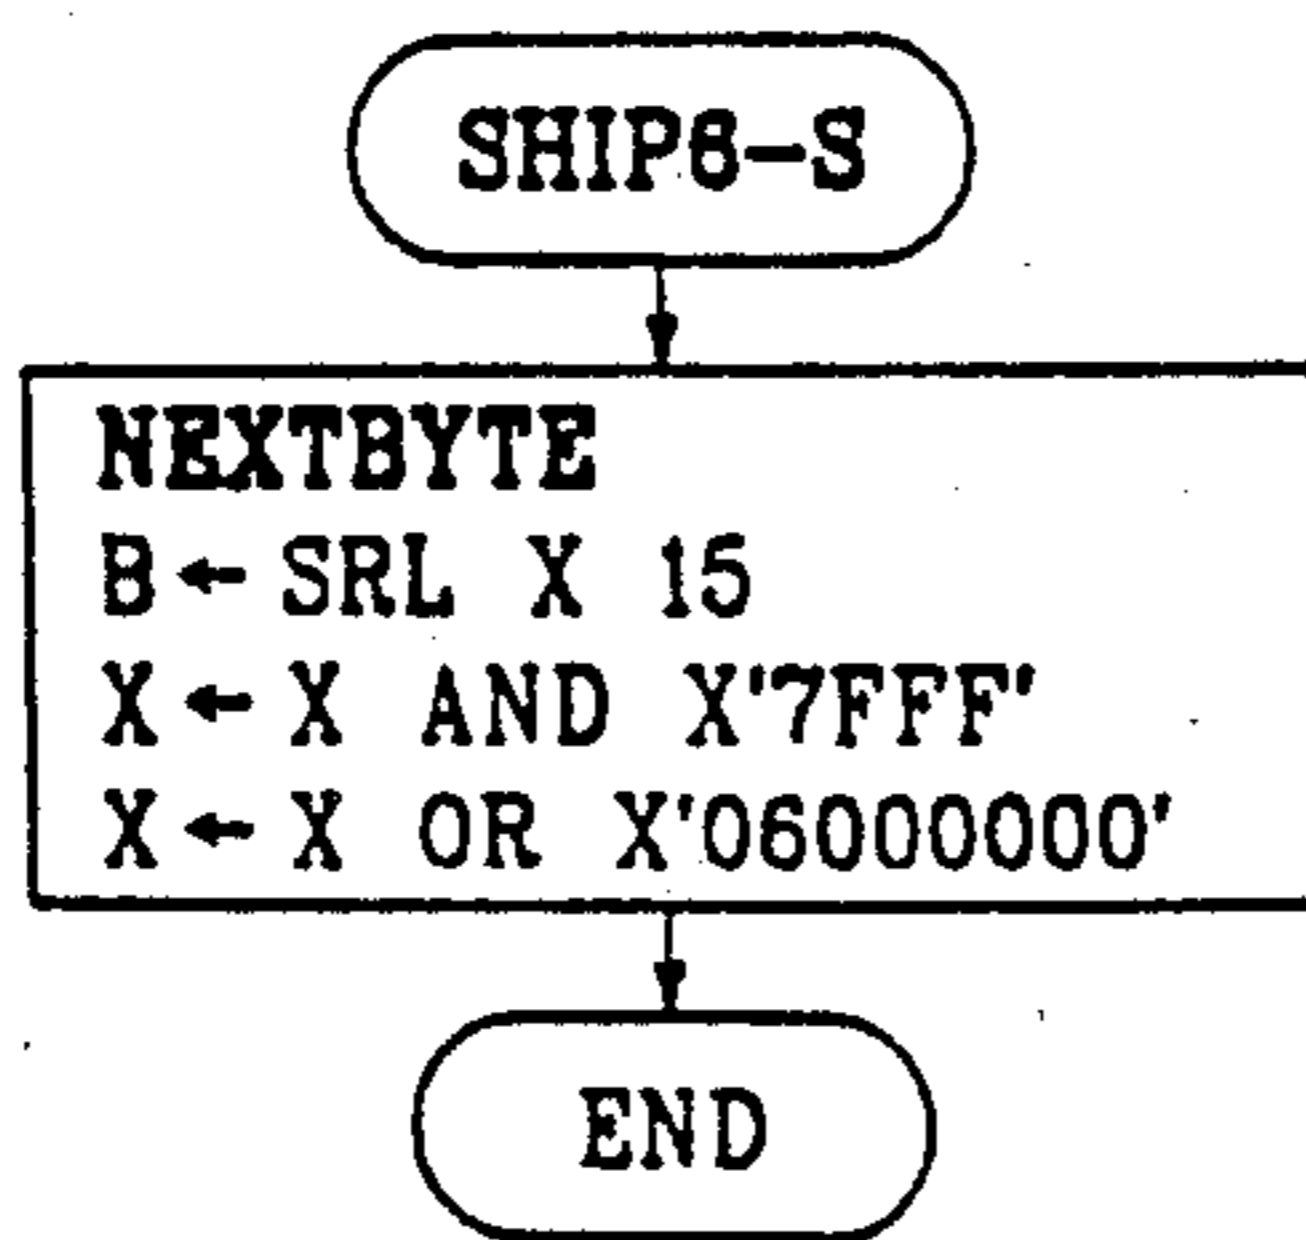 SHIP6-S
NEXTBYTE
B ← SRL X 15
X ← X AND X'7FFF'
X ← X OR X'06000000'
END